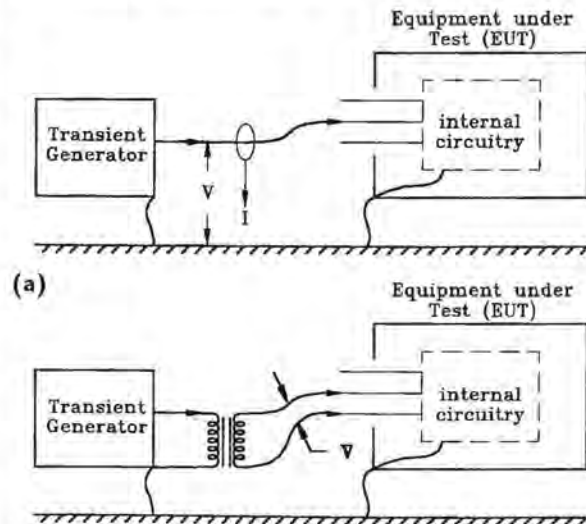 Equipment under
Test (EUT)
Transient
Generator
internal
circuitry
V
I
(a)
Equipment under
Test (EUT)
Transient
Generator
internal
circuitry
V